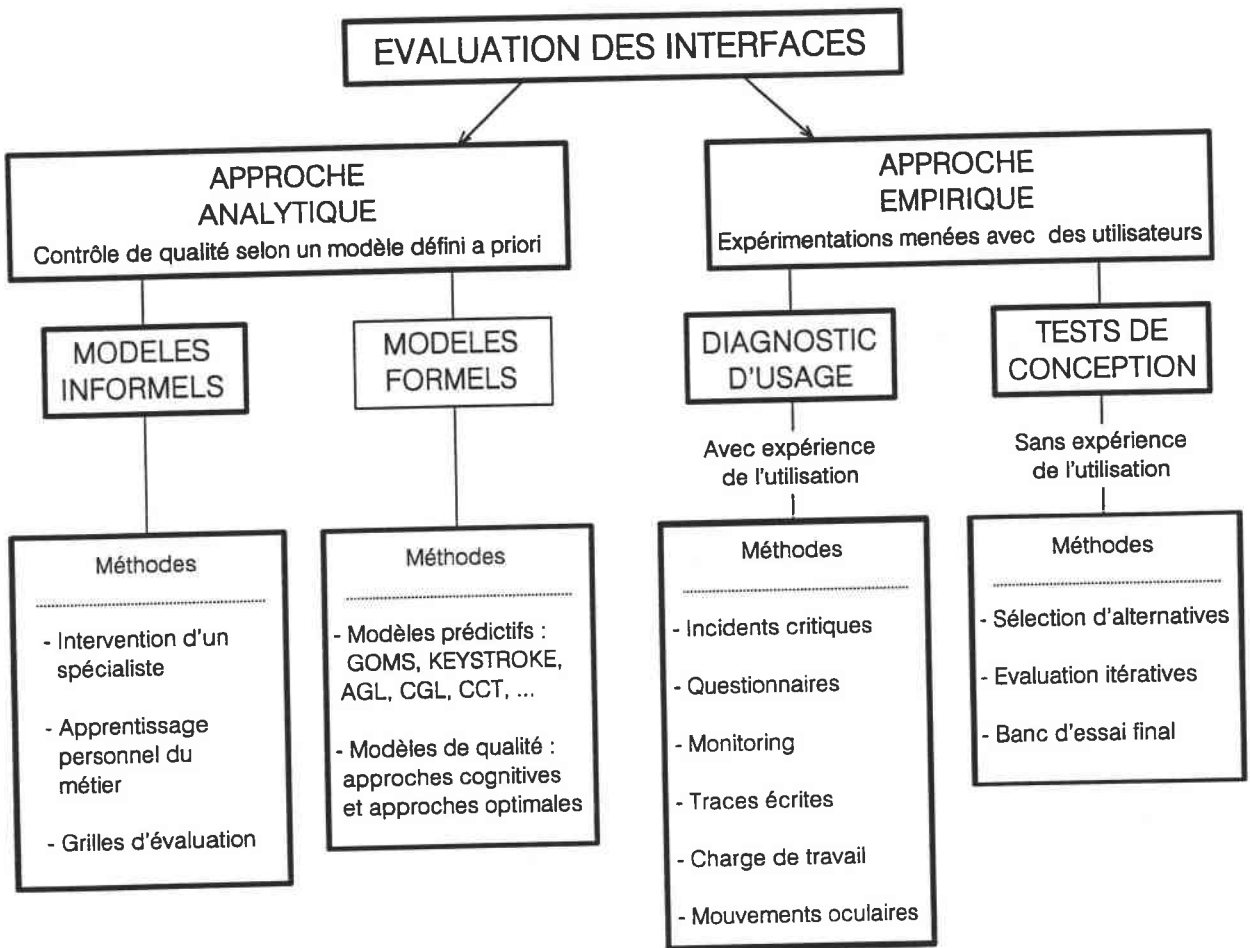 EVALUATION DES INTERFACES
APPROCHE
ANALYTIQUE
Contrôle de qualité selon un modèle défini a priori
APPROCHE
EMPIRIQUE
Expérimentations menées avec des utilisateurs
MODELES
INFORMELS
MODELES
FORMELS
DIAGNOSTIC
D'USAGE
TESTS DE
CONCEPTION
Avec expérience
de l'utilisation
Sans expérience
de l'utilisation
Méthodes
- Intervention d'un
spécialiste
- Apprentissage
personnel du
métier
- Grilles d'évaluation
Méthodes
- Modèles prédictifs :
GOMS, KEYSTROKE,
AGL, CGL, CCT, ...
- Modèles de qualité :
approches cognitives
et approches optimales
Méthodes
- Incidents critiques
- Questionnaires
- Monitoring
- Traces écrites
- Charge de travail
- Mouvements oculaires
Méthodes
- Sélection d'alternatives
- Evaluation itératives
- Banc d'essai final